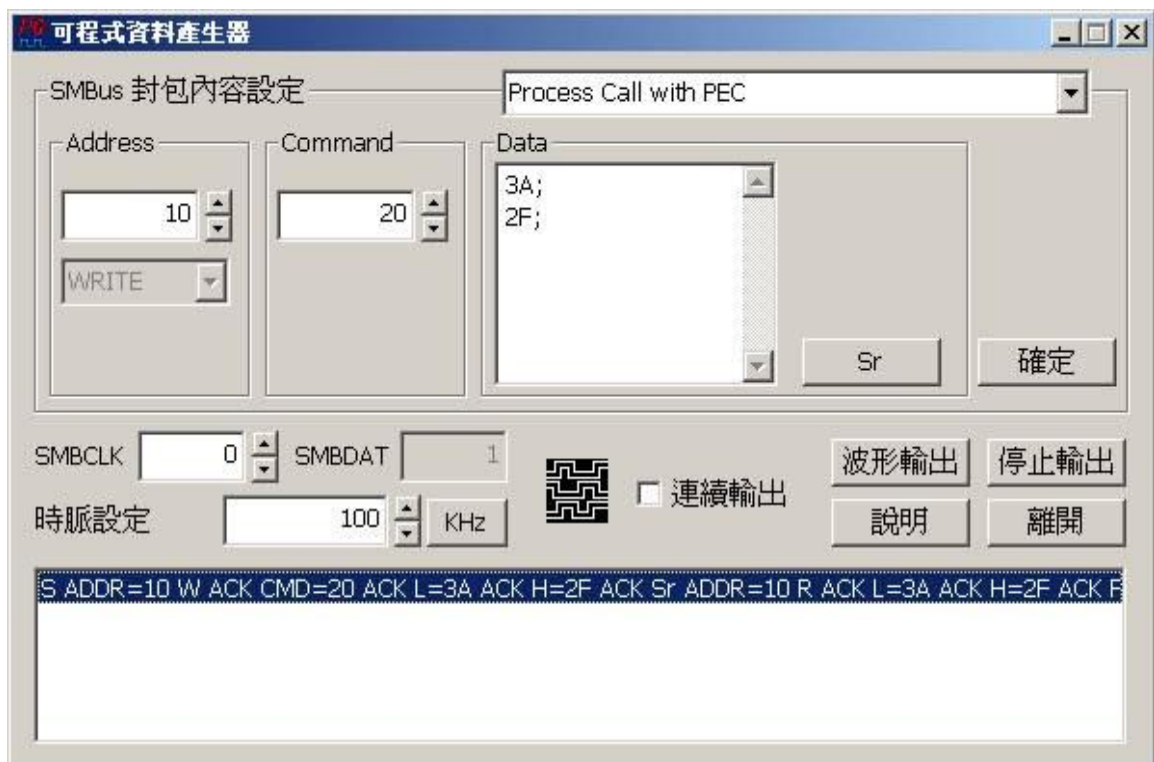 可程式資料產生器
SMBus 封包內容設定
Process Call with PEC
Address
Command
Data
10
20
3A;
2F;
WRITE
Sr
確定
SMBCLK
0
SMBDAT
1
連續輸出
波形輸出
停止輸出
時脈設定
100
KHz
說明
離開
S ADDR=10 W ACK CMD=20 ACK L=3A ACK H=2F ACK Sr ADDR=10 R ACK L=3A ACK H=2F ACK